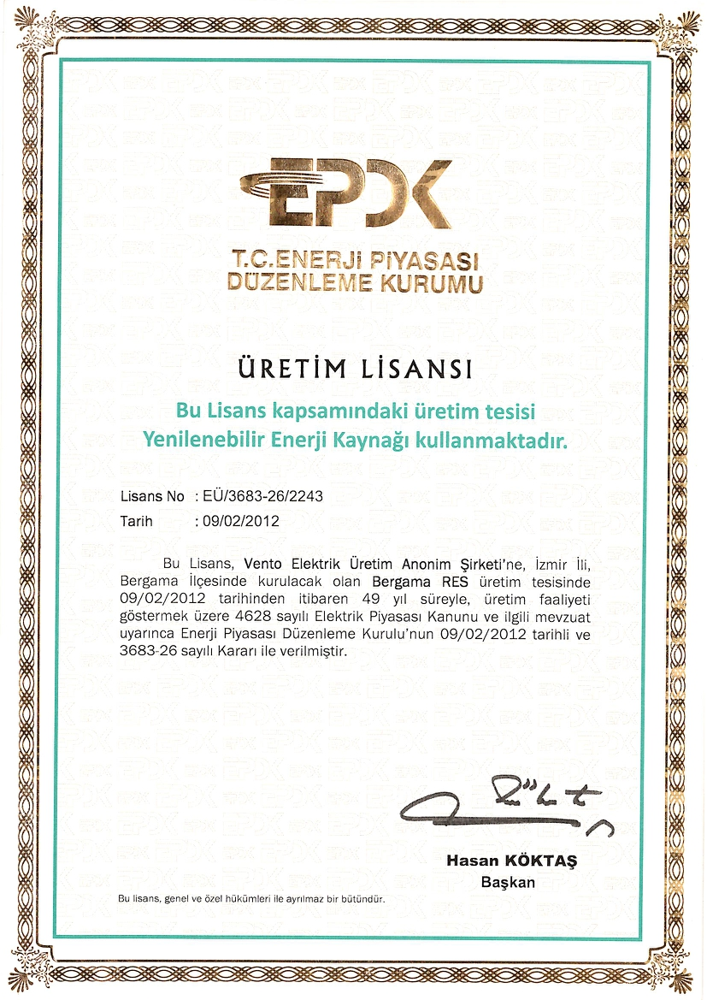 EPDK
T.C.ENERJİ PİYASASI
DÜZENLEME KURUMU
ÜRETİM LİSANSI
Bu Lisans kapsamındaki üretim tesisi
Yenilenebilir Enerji Kaynağı kullanmaktadır.
Lisans No : EÜ/3683-26/2243
Tarih : 09/02/2012
Bu Lisans, Vento Elektrik Üretim Anonim Şirketi'ne, İzmir İli,
Bergama İlçesinde kurulacak olan Bergama RES üretim tesisinde
09/02/2012 tarihinden itibaren 49 yıl süreyle, üretim faaliyeti
göstermek üzere 4628 sayılı Elektrik Piyasası Kanunu ve ilgili mevzuat
uyarınca Enerji Piyasası Düzenleme Kurulu'nun 09/02/2012 tarihli ve
3683-26 sayılı Kararı ile verilmiştir.
Hasan KÖKTAŞ
Başkan
Bu lisans, genel ve özel hükümleri ile ayrılmaz bir bütündür.